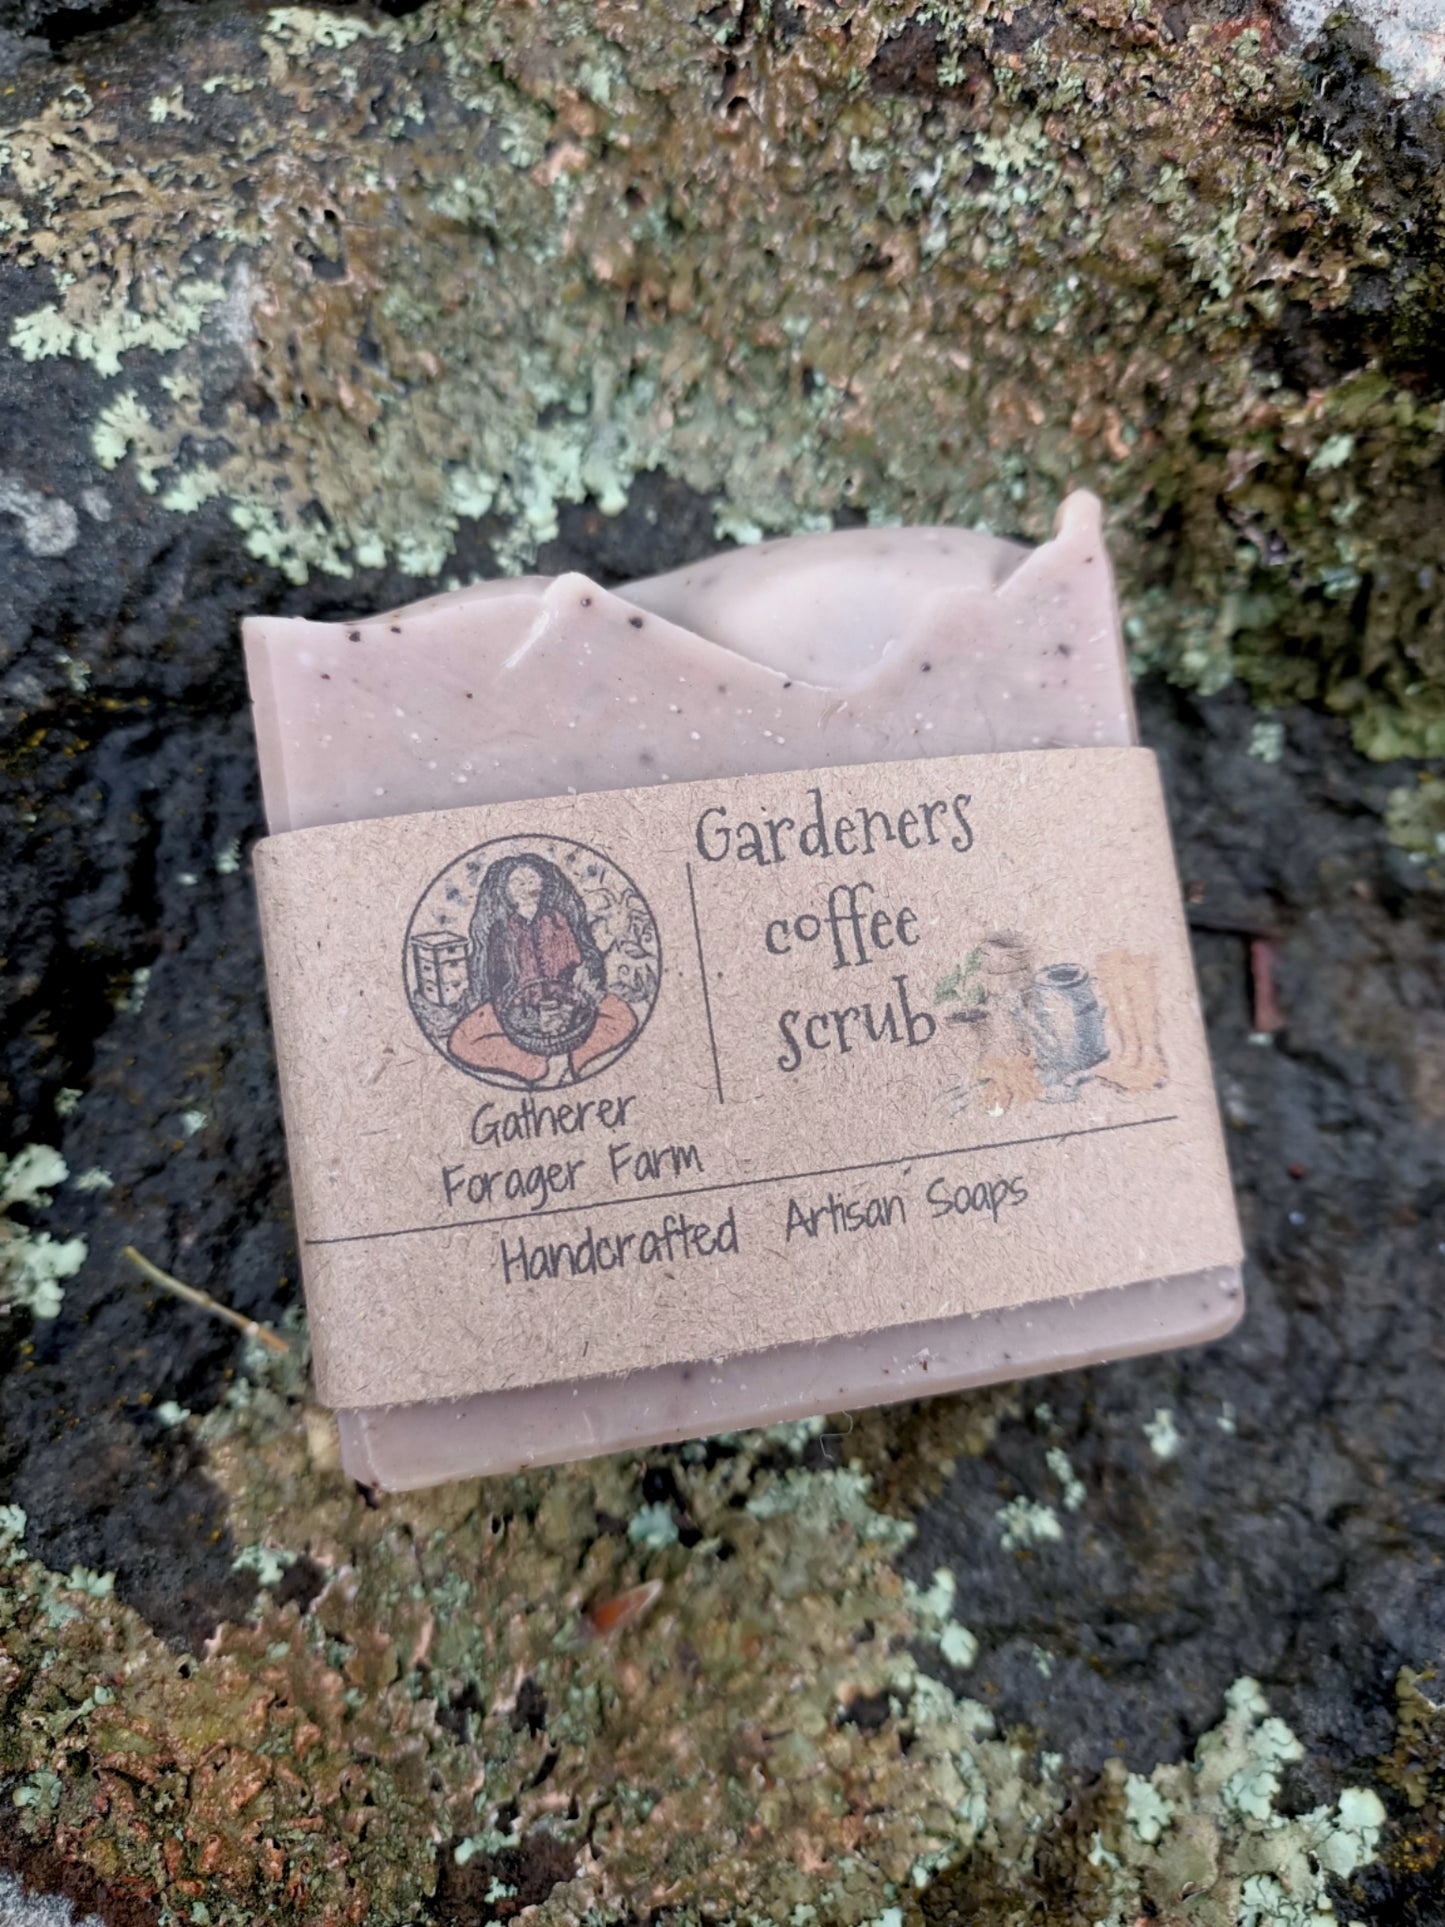 Gardeners
coffee
scrub
Gatherer
Forager Farm
Handcrafted Artisan Soaps